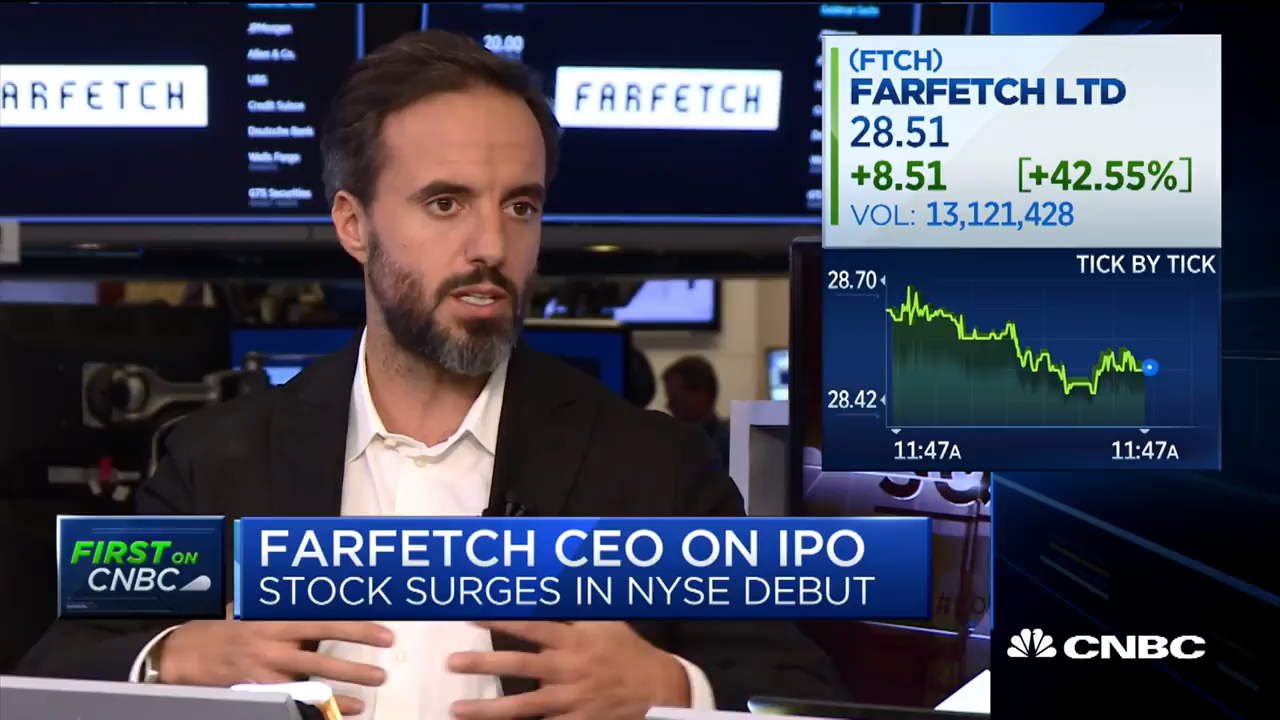 ARFETCH
JPMorgan
Allen & Co.
UBS
Credit Suisse
Deutsche Bank
Wells Fargo
GTS Securities
20.00
FARFETCH
Goldman Sachs
(FTCH)
FARFETCH LTD
28.51
+8.51 [+42.55%]
VOL: 13,121,428
TICK BY TICK
28.70
28.42
11:47A 11:47A
FIRST ON
CNBC
FARFETCH CEO ON IPO
STOCK SURGES IN NYSE DEBUT
CNBC